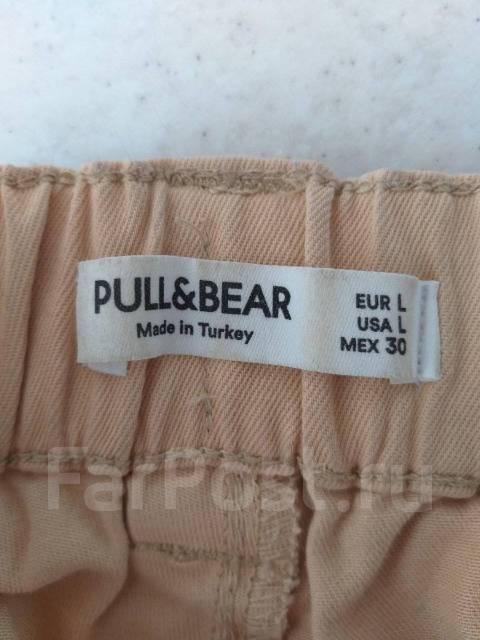 PULL&BEAR
Made in Turkey
EUR L
USA L
MEX 30
FarPost.ru